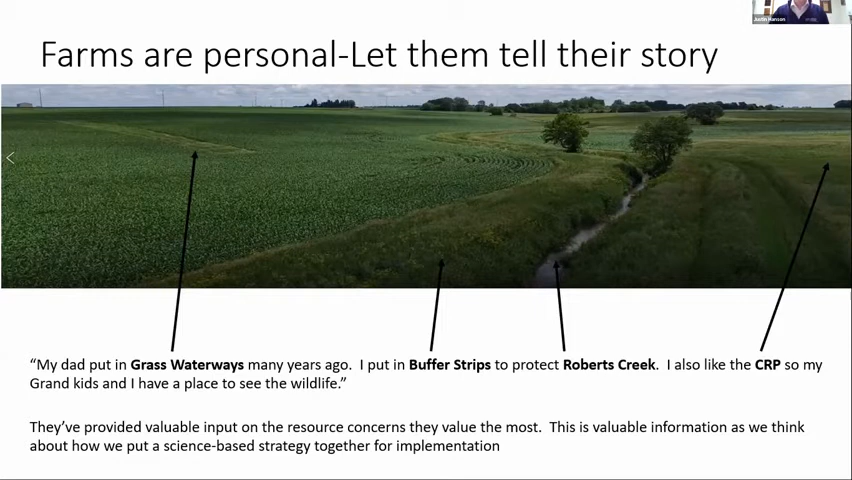 Justin Hanson
Farms are personal-Let them tell their story
“My dad put in Grass Waterways many years ago.  I put in Buffer Strips to protect Roberts Creek.  I also like the CRP so my
Grand kids and I have a place to see the wildlife.”
They’ve provided valuable input on the resource concerns they value the most.  This is valuable information as we think
about how we put a science-based strategy together for implementation